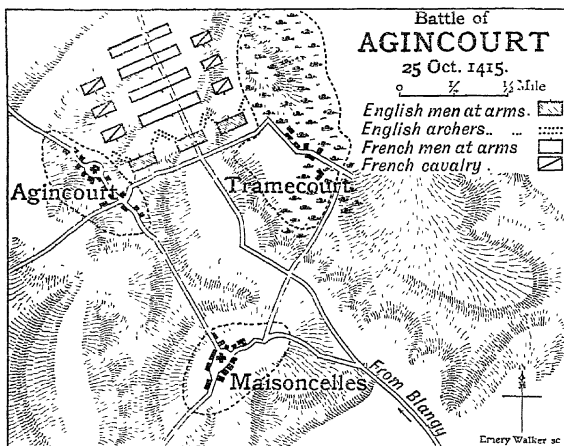 Battle of
AGINCOURT
25 Oct. 1415.
0 ¼ ½ Mile
English men at arms.
English archers.. ..
French men at arms
French cavalry .
Agincourt
Tramecourt
Maisoncelles
From Blangy
Emery Walker sc